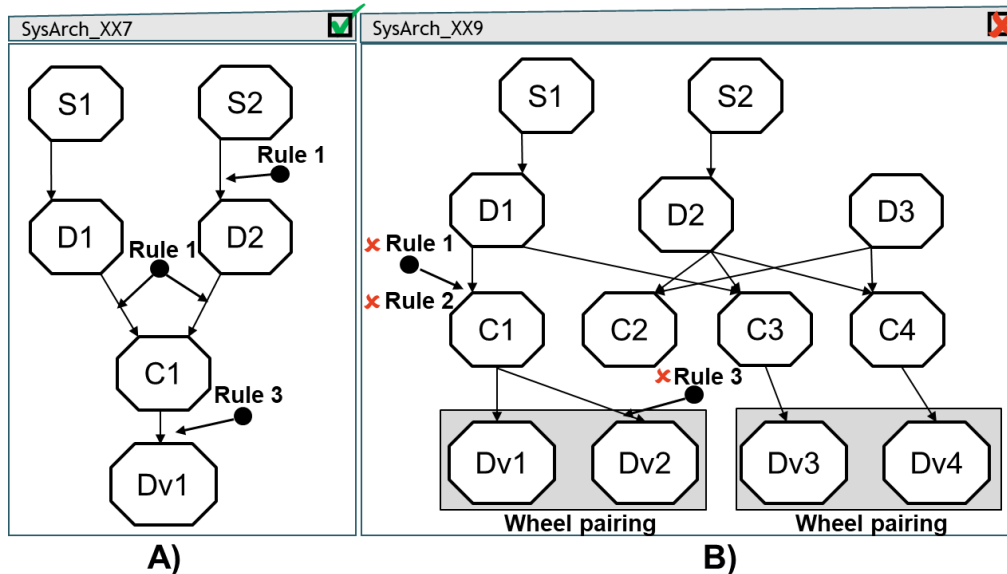 SysArch_XX7
S1
S2
Rule 1
D1
D2
Rule 1
C1
Rule 3
Dv1
A)
SysArch_XX9
S1
S2
D1
D2
D3
Rule 1
Rule 2
C1
C2
C3
C4
Rule 3
Dv1
Dv2
Dv3
Dv4
Wheel pairing
Wheel pairing
B)